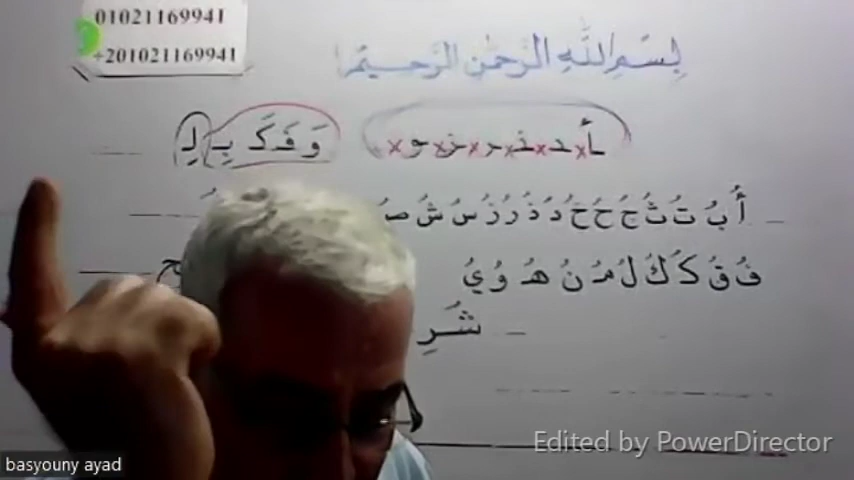 01021169941
+201021169941
بِسْمِ اللَّهِ الرَّحْمٰنِ الرَّحِيمِ
أ x د x ذ x ر x ز x و x وَ فَ كَ بِ لِ
أُ بُ تُ ثُ جُ حُ خُ دُ ذُ رُ زُ سُ شُ صُ
فُ قُ كُ لُ مُ نُ هُ وُ يُ
شَرِ
Edited by PowerDirector
basyouny ayad